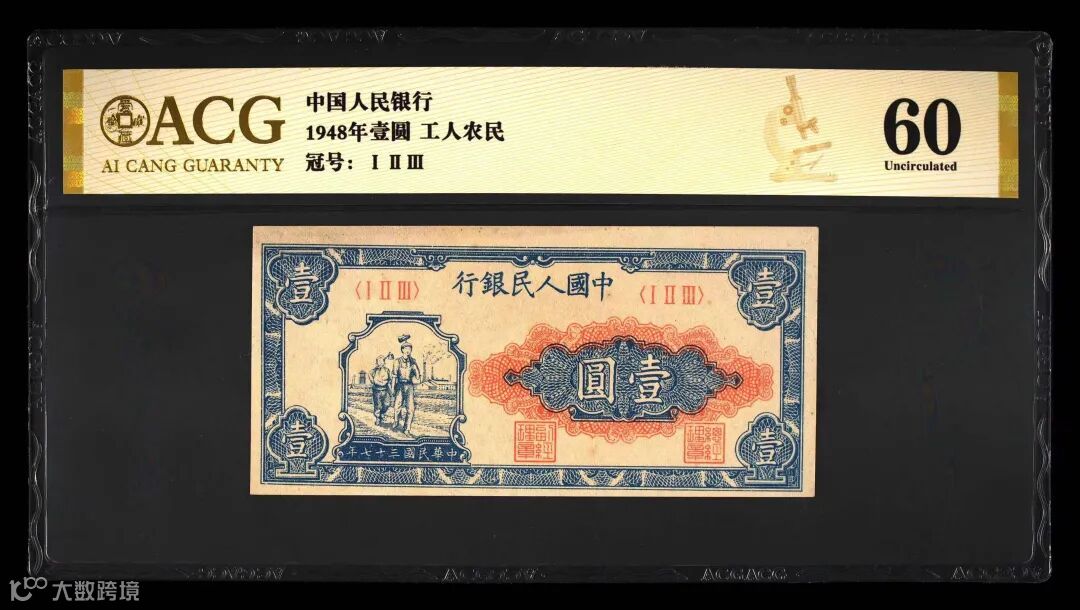 ACG
AI CANG GUARANTY
中国人民银行
1948年壹圆 工人农民
冠号: Ⅰ Ⅱ Ⅲ
60
Uncirculated
行銀民人國中
〈Ⅰ Ⅱ Ⅲ〉
〈Ⅰ Ⅱ Ⅲ〉
壹
壹
圓壹
壹
壹
年七十三國民華中
ACGACG
大数跨境